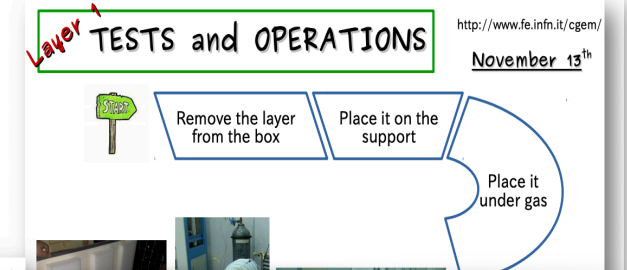 Layer 1
TESTS and OPERATIONS
http://www.fe.infn.it/cgem/
November 13th
START
Remove the layer
from the box
Place it on the
support
Place it
under gas